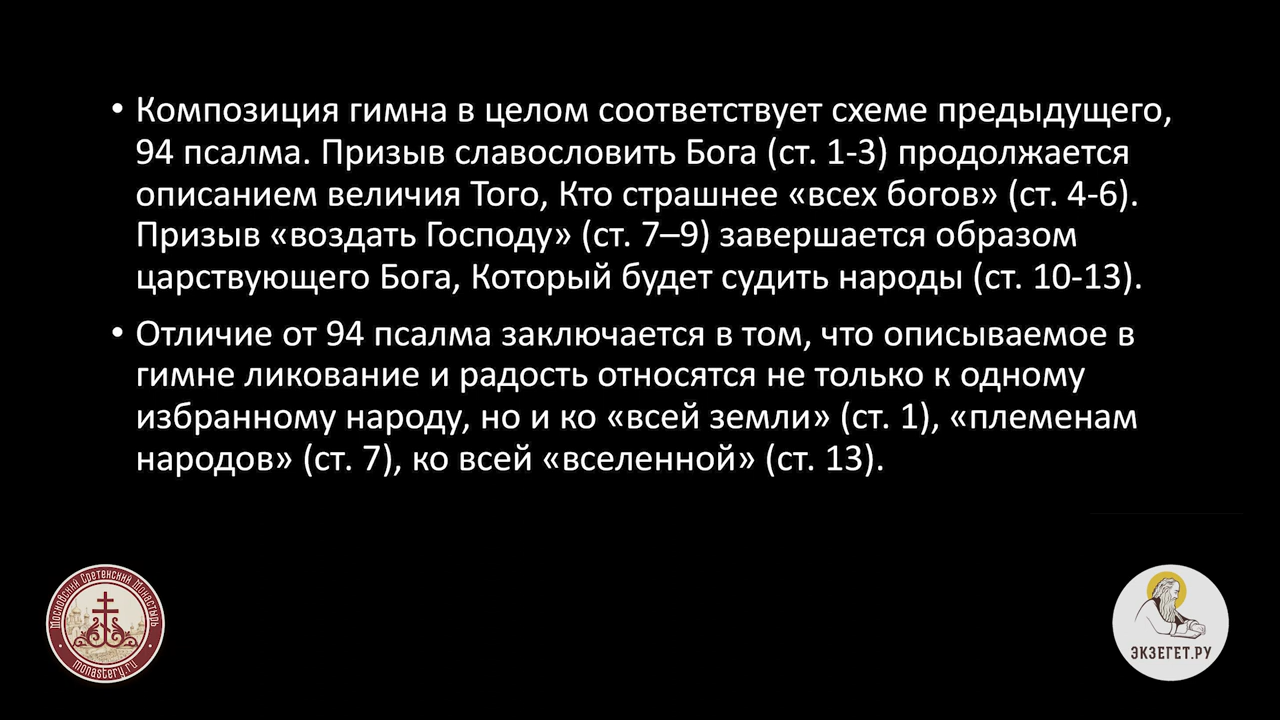 • Композиция гимна в целом соответствует схеме предыдущего,
94 псалма. Призыв славословить Бога (ст. 1-3) продолжается
описанием величия Того, Кто страшнее «всех богов» (ст. 4-6).
Призыв «воздать Господу» (ст. 7–9) завершается образом
царствующего Бога, Который будет судить народы (ст. 10-13).
• Отличие от 94 псалма заключается в том, что описываемое в
гимне ликование и радость относятся не только к одному
избранному народу, но и ко «всей земли» (ст. 1), «племенам
народов» (ст. 7), ко всей «вселенной» (ст. 13).
Московский Сретенский Монастырь
monastery.ru
ЭКЗЕГЕТ.РУ